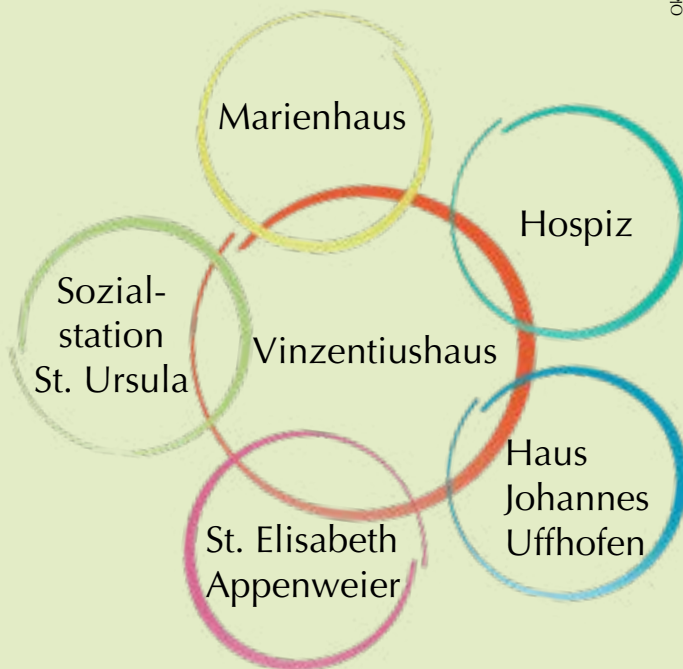 Marienhaus
Hospiz
Sozial-
station
St. Ursula
Vinzentiushaus
Haus
Johannes
Uffhofen
St. Elisabeth
Appenweier